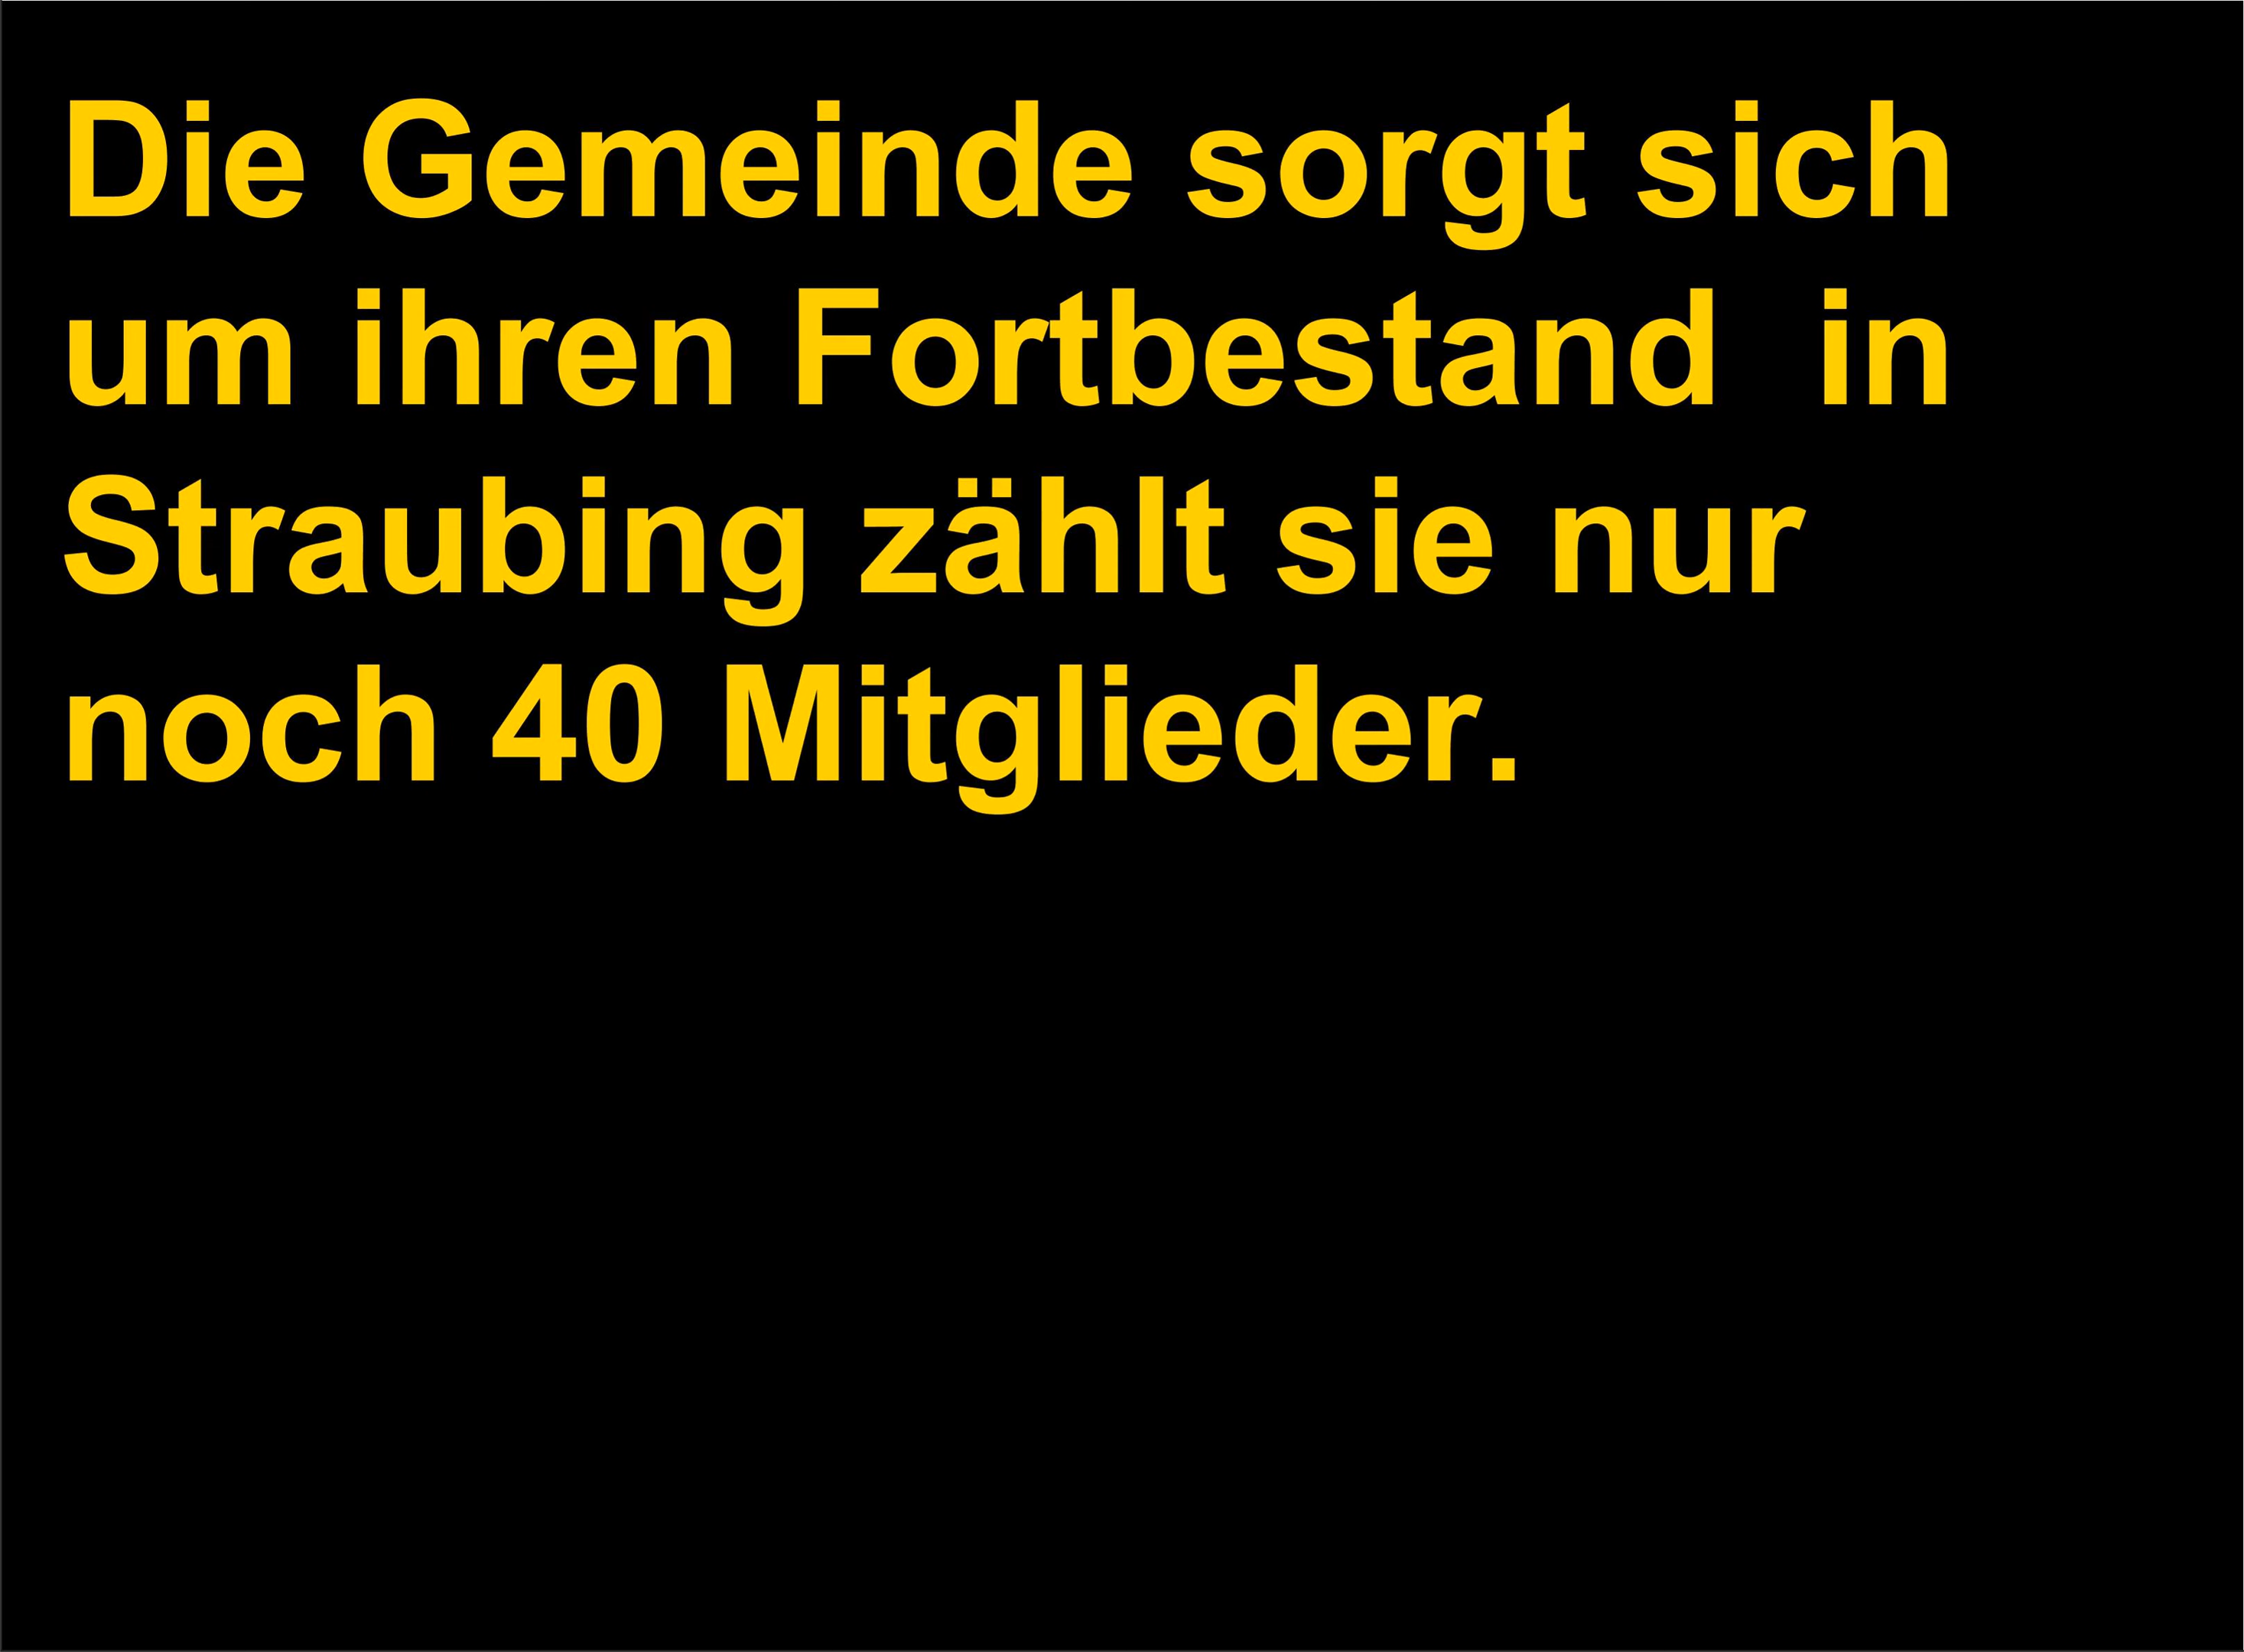 Die Gemeinde sorgt sich
um ihren Fortbestand  in
Straubing zählt sie nur
noch 40 Mitglieder.